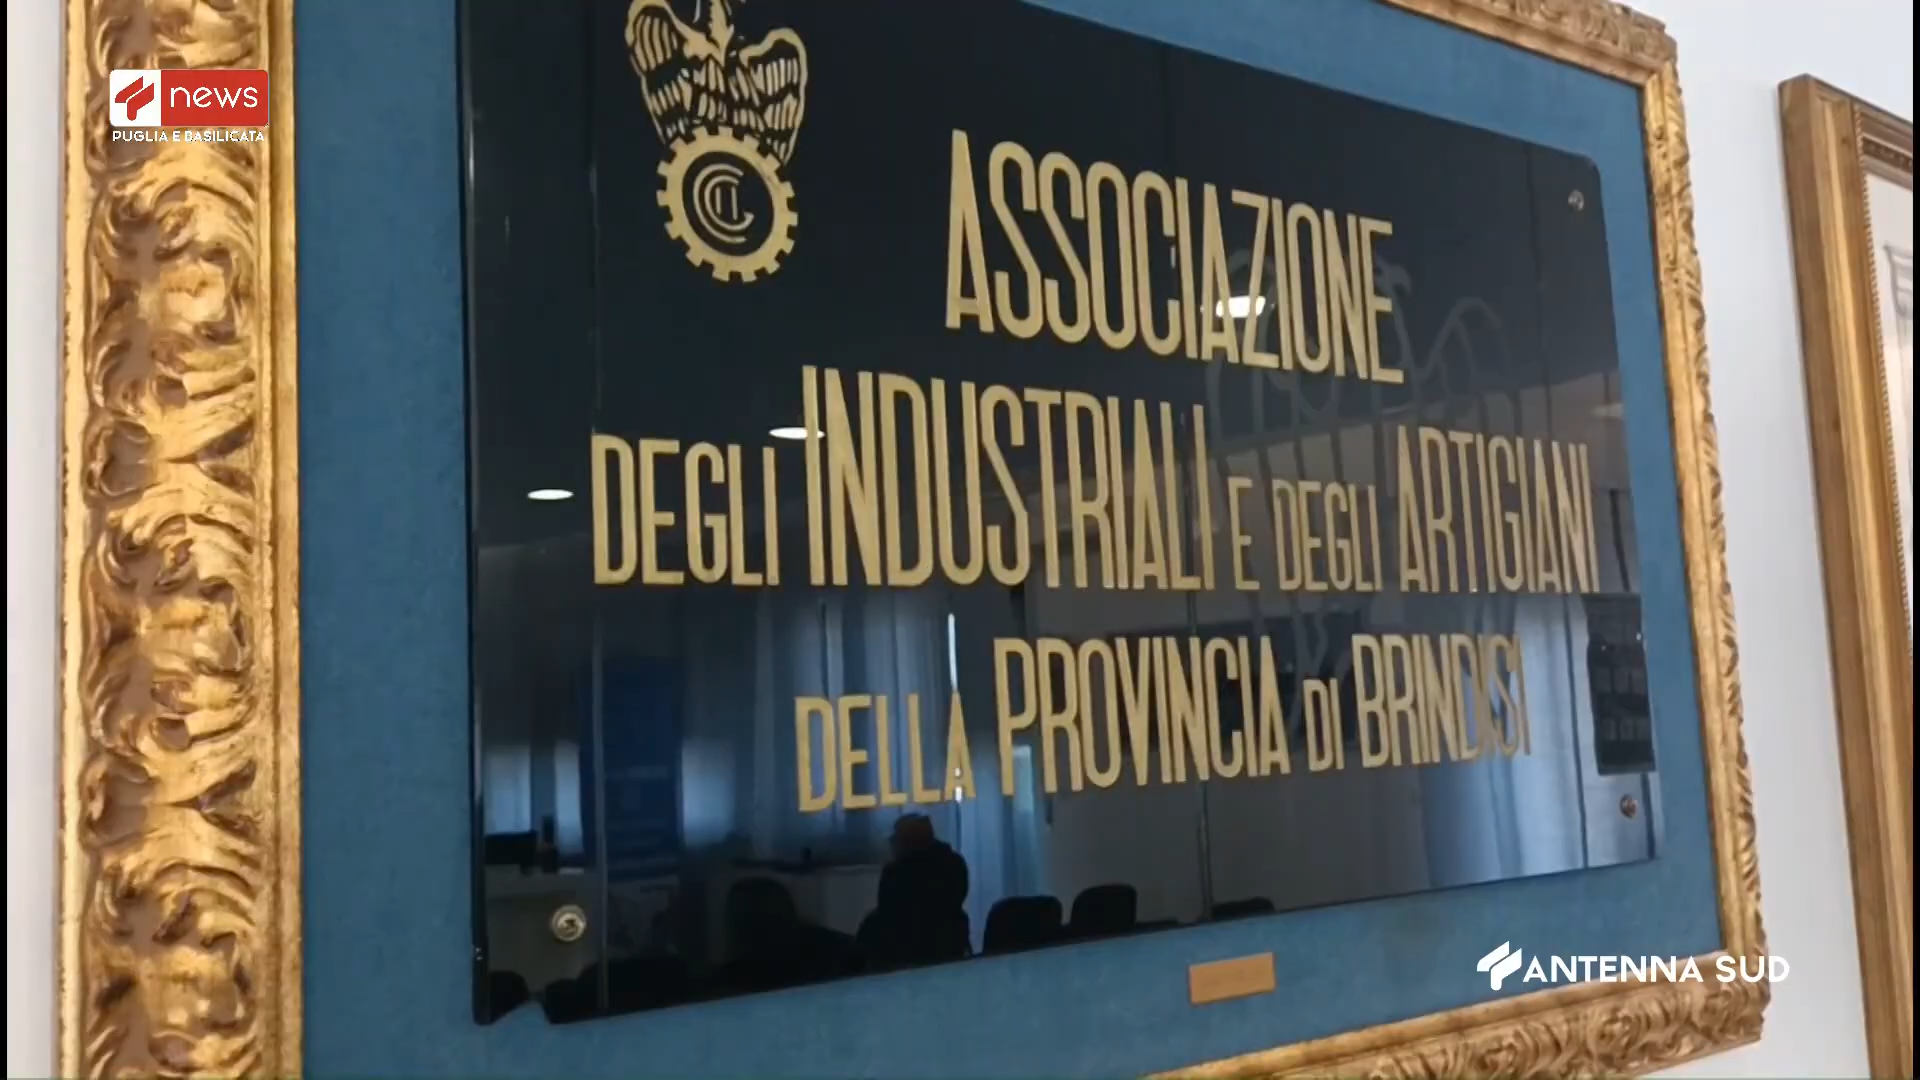 news
PUGLIA E BASILICATA
ASSOCIAZIONE
DEGLI INDUSTRIALI E DEGLI ARTIGIANI
DELLA PROVINCIA DI BRINDISI
ANTENNA SUD